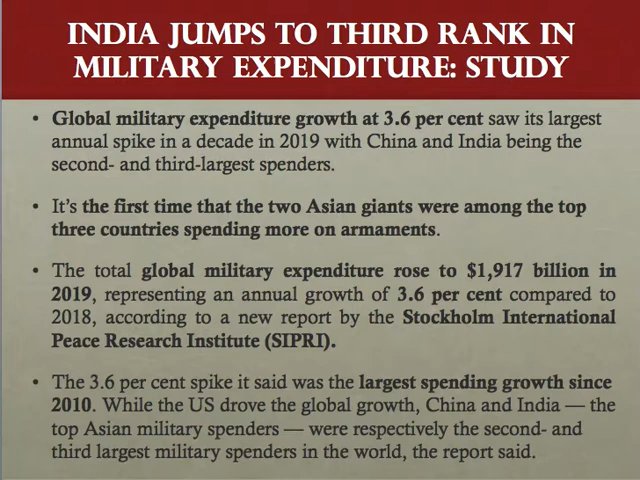 INDIA JUMPS TO THIRD RANK IN
MILITARY EXPENDITURE: STUDY
• Global military expenditure growth at 3.6 per cent saw its largest
annual spike in a decade in 2019 with China and India being the
second- and third-largest spenders.
• It's the first time that the two Asian giants were among the top
three countries spending more on armaments.
• The total global military expenditure rose to $1,917 billion in
2019, representing an annual growth of 3.6 per cent compared to
2018, according to a new report by the Stockholm International
Peace Research Institute (SIPRI).
• The 3.6 per cent spike it said was the largest spending growth since
2010. While the US drove the global growth, China and India — the
top Asian military spenders — were respectively the second- and
third largest military spenders in the world, the report said.